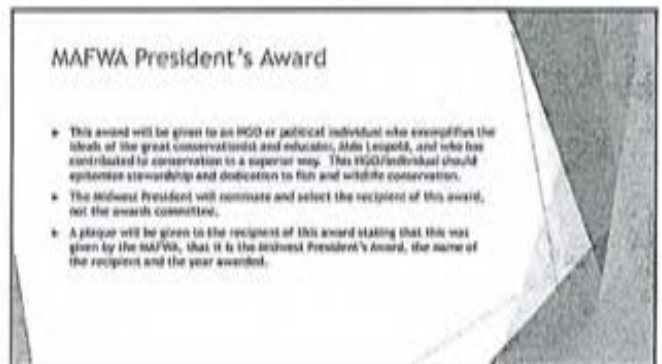 MAFWA President's Award
This award will be given to an NGO or political individual who exemplifies the
ideals of the great conservationist and educator, Aldo Leopold, and who has
contributed to conservation in a superior way. This NGO/individual should
epitomize stewardship and dedication to fish and wildlife conservation.
The Midwest President will nominate and select the recipient of this award,
not the awards committee.
A plaque will be given to the recipient of this award stating that this was
given by the MAFWA, that it is the Midwest President's Award, the name of
the recipient and the year awarded.